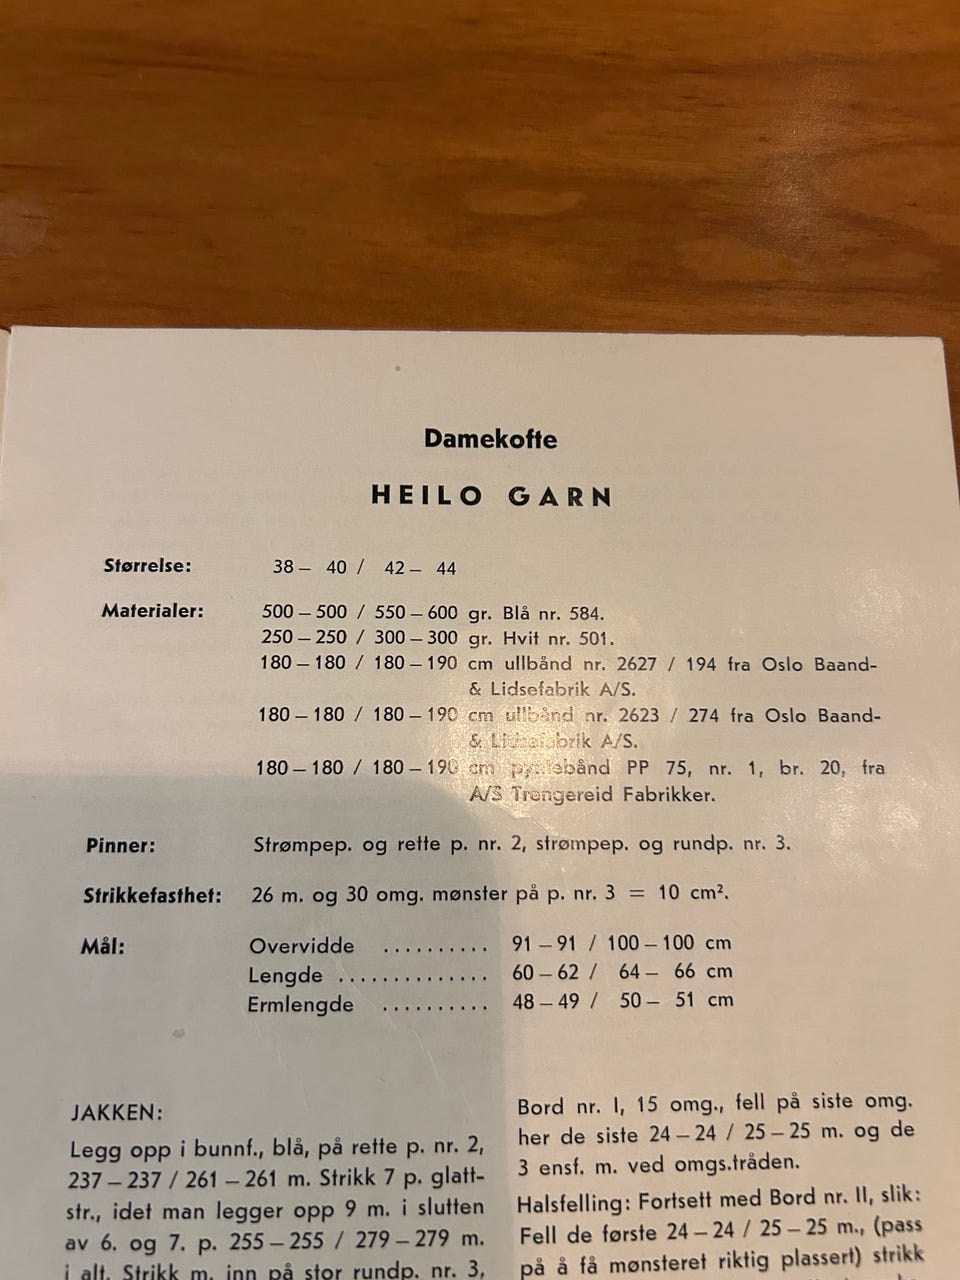 Damekofte
HEILO GARN
Størrelse: 38 – 40 / 42 – 44
Materialer: 500 – 500 / 550 – 600 gr. Blå nr. 584.
250 – 250 / 300 – 300 gr. Hvit nr. 501.
180 – 180 / 180 – 190 cm ullbånd nr. 2627 / 194 fra Oslo Baand-
& Lidsefabrik A/S.
180 – 180 / 180 – 190 cm ullbånd nr. 2623 / 274 fra Oslo Baand-
& Lidsefabrik A/S.
180 – 180 / 180 – 190 cm pyntebånd PP 75, nr. 1, br. 20, fra
A/S Trengereid Fabrikker.
Pinner: Strømpep. og rette p. nr. 2, strømpep. og rundp. nr. 3.
Strikkefasthet: 26 m. og 30 omg. mønster på p. nr. 3 = 10 cm².
Mål: Overvidde .......... 91 – 91 / 100 – 100 cm
Lengde .............. 60 – 62 / 64 – 66 cm
Ermlengde .......... 48 – 49 / 50 – 51 cm
JAKKEN:
Legg opp i bunnf., blå, på rette p. nr. 2,
237 – 237 / 261 – 261 m. Strikk 7 p. glatt-
str., idet man legger opp 9 m. i slutten
av 6. og 7. p. 255 – 255 / 279 – 279 m.
i alt. Strikk m. inn på stor rundp. nr. 3,
Bord nr. I, 15 omg., fell på siste omg.
her de siste 24 – 24 / 25 – 25 m. og de
3 ensf. m. ved omgs.tråden.
Halsfelling: Fortsett med Bord nr. II, slik:
Fell de første 24 – 24 / 25 – 25 m., (pass
på å få mønsteret riktig plassert) strikk